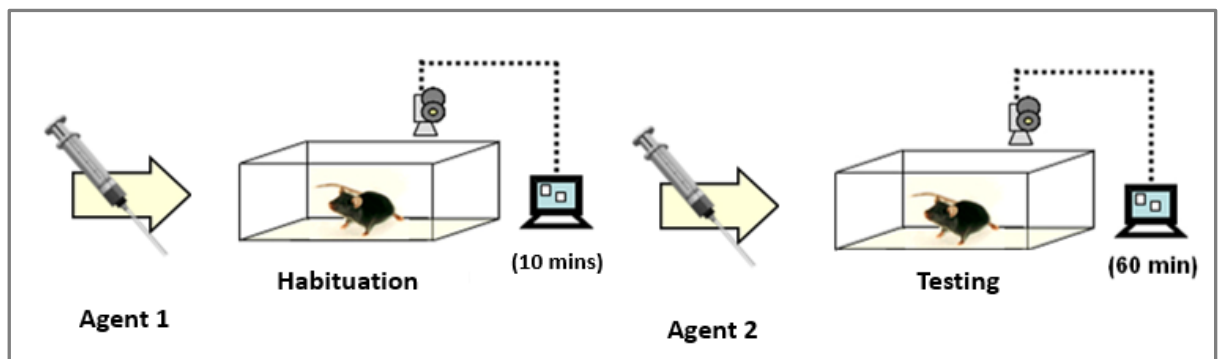 (10 mins)
Habituation
Agent 1
(60 min)
Testing
Agent 2